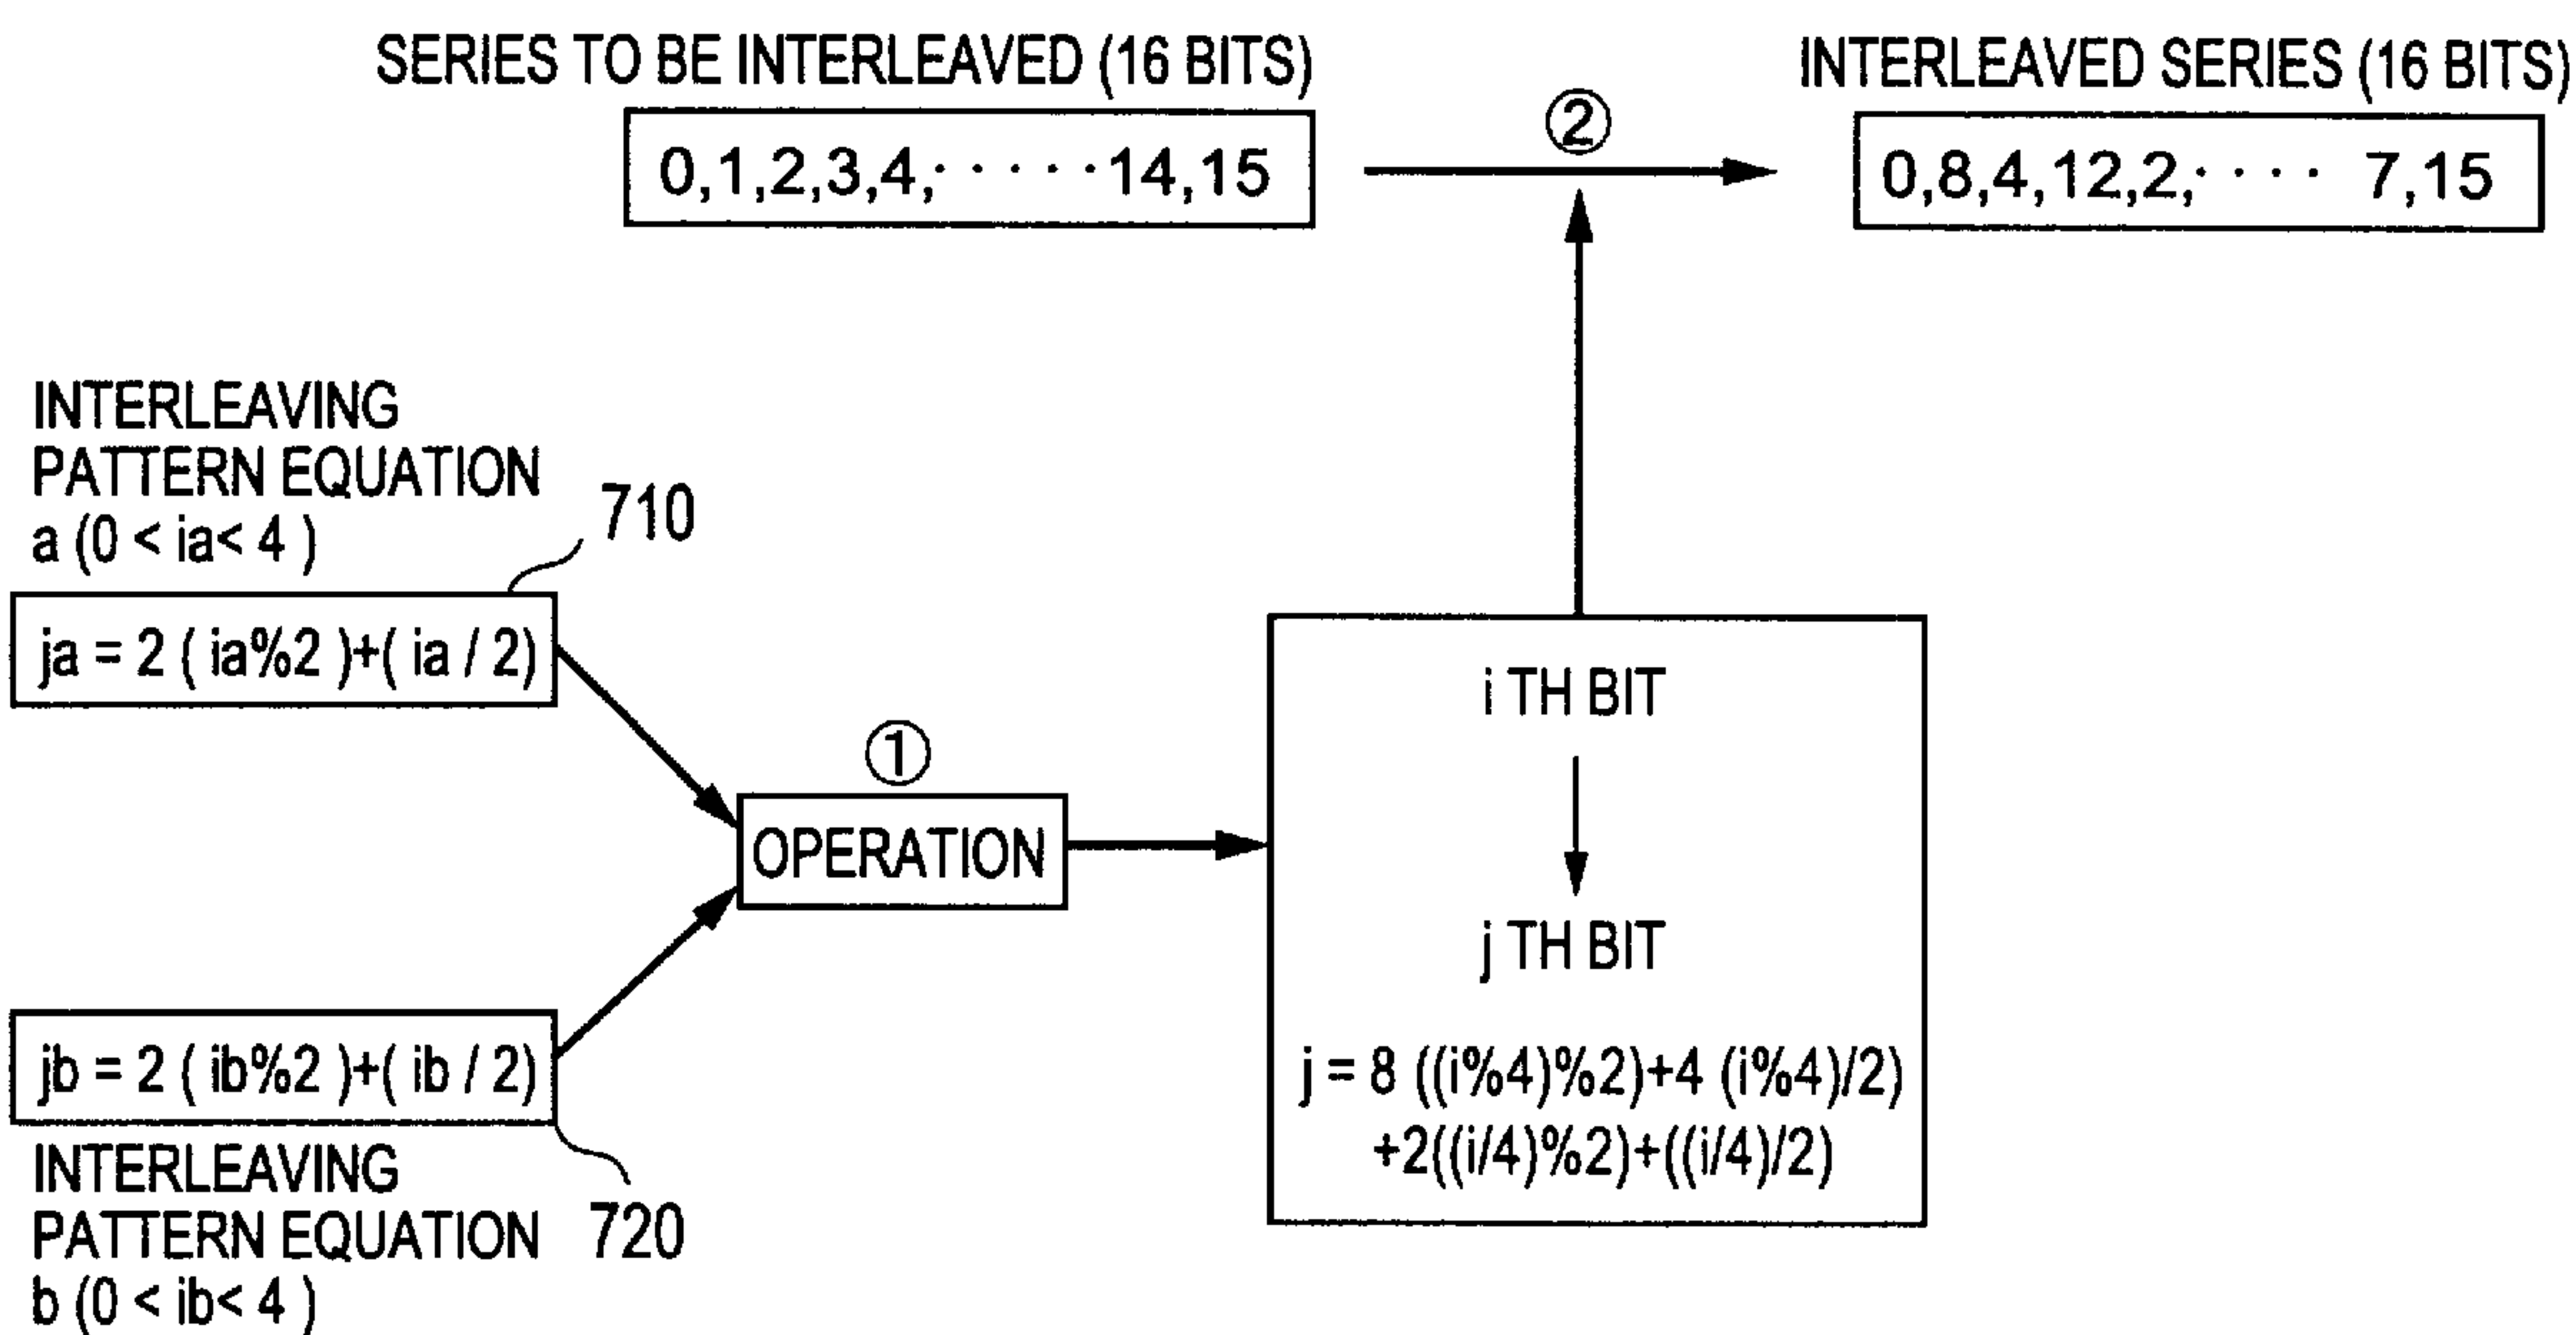 SERIES TO BE INTERLEAVED (16 BITS)
0,1,2,3,4,· · · · ·14,15
②
INTERLEAVED SERIES (16 BITS)
0,8,4,12,2,· · · · 7,15
INTERLEAVING
PATTERN EQUATION
a (0 < ia< 4 )
710
ja = 2 ( ia%2 )+( ia / 2)
①
OPERATION
jb = 2 ( ib%2 )+( ib / 2)
INTERLEAVING
PATTERN EQUATION
b (0 < ib< 4 )
720
i TH BIT
j TH BIT
j = 8 ((i%4)%2)+4 (i%4)/2)
+2((i/4)%2)+((i/4)/2)